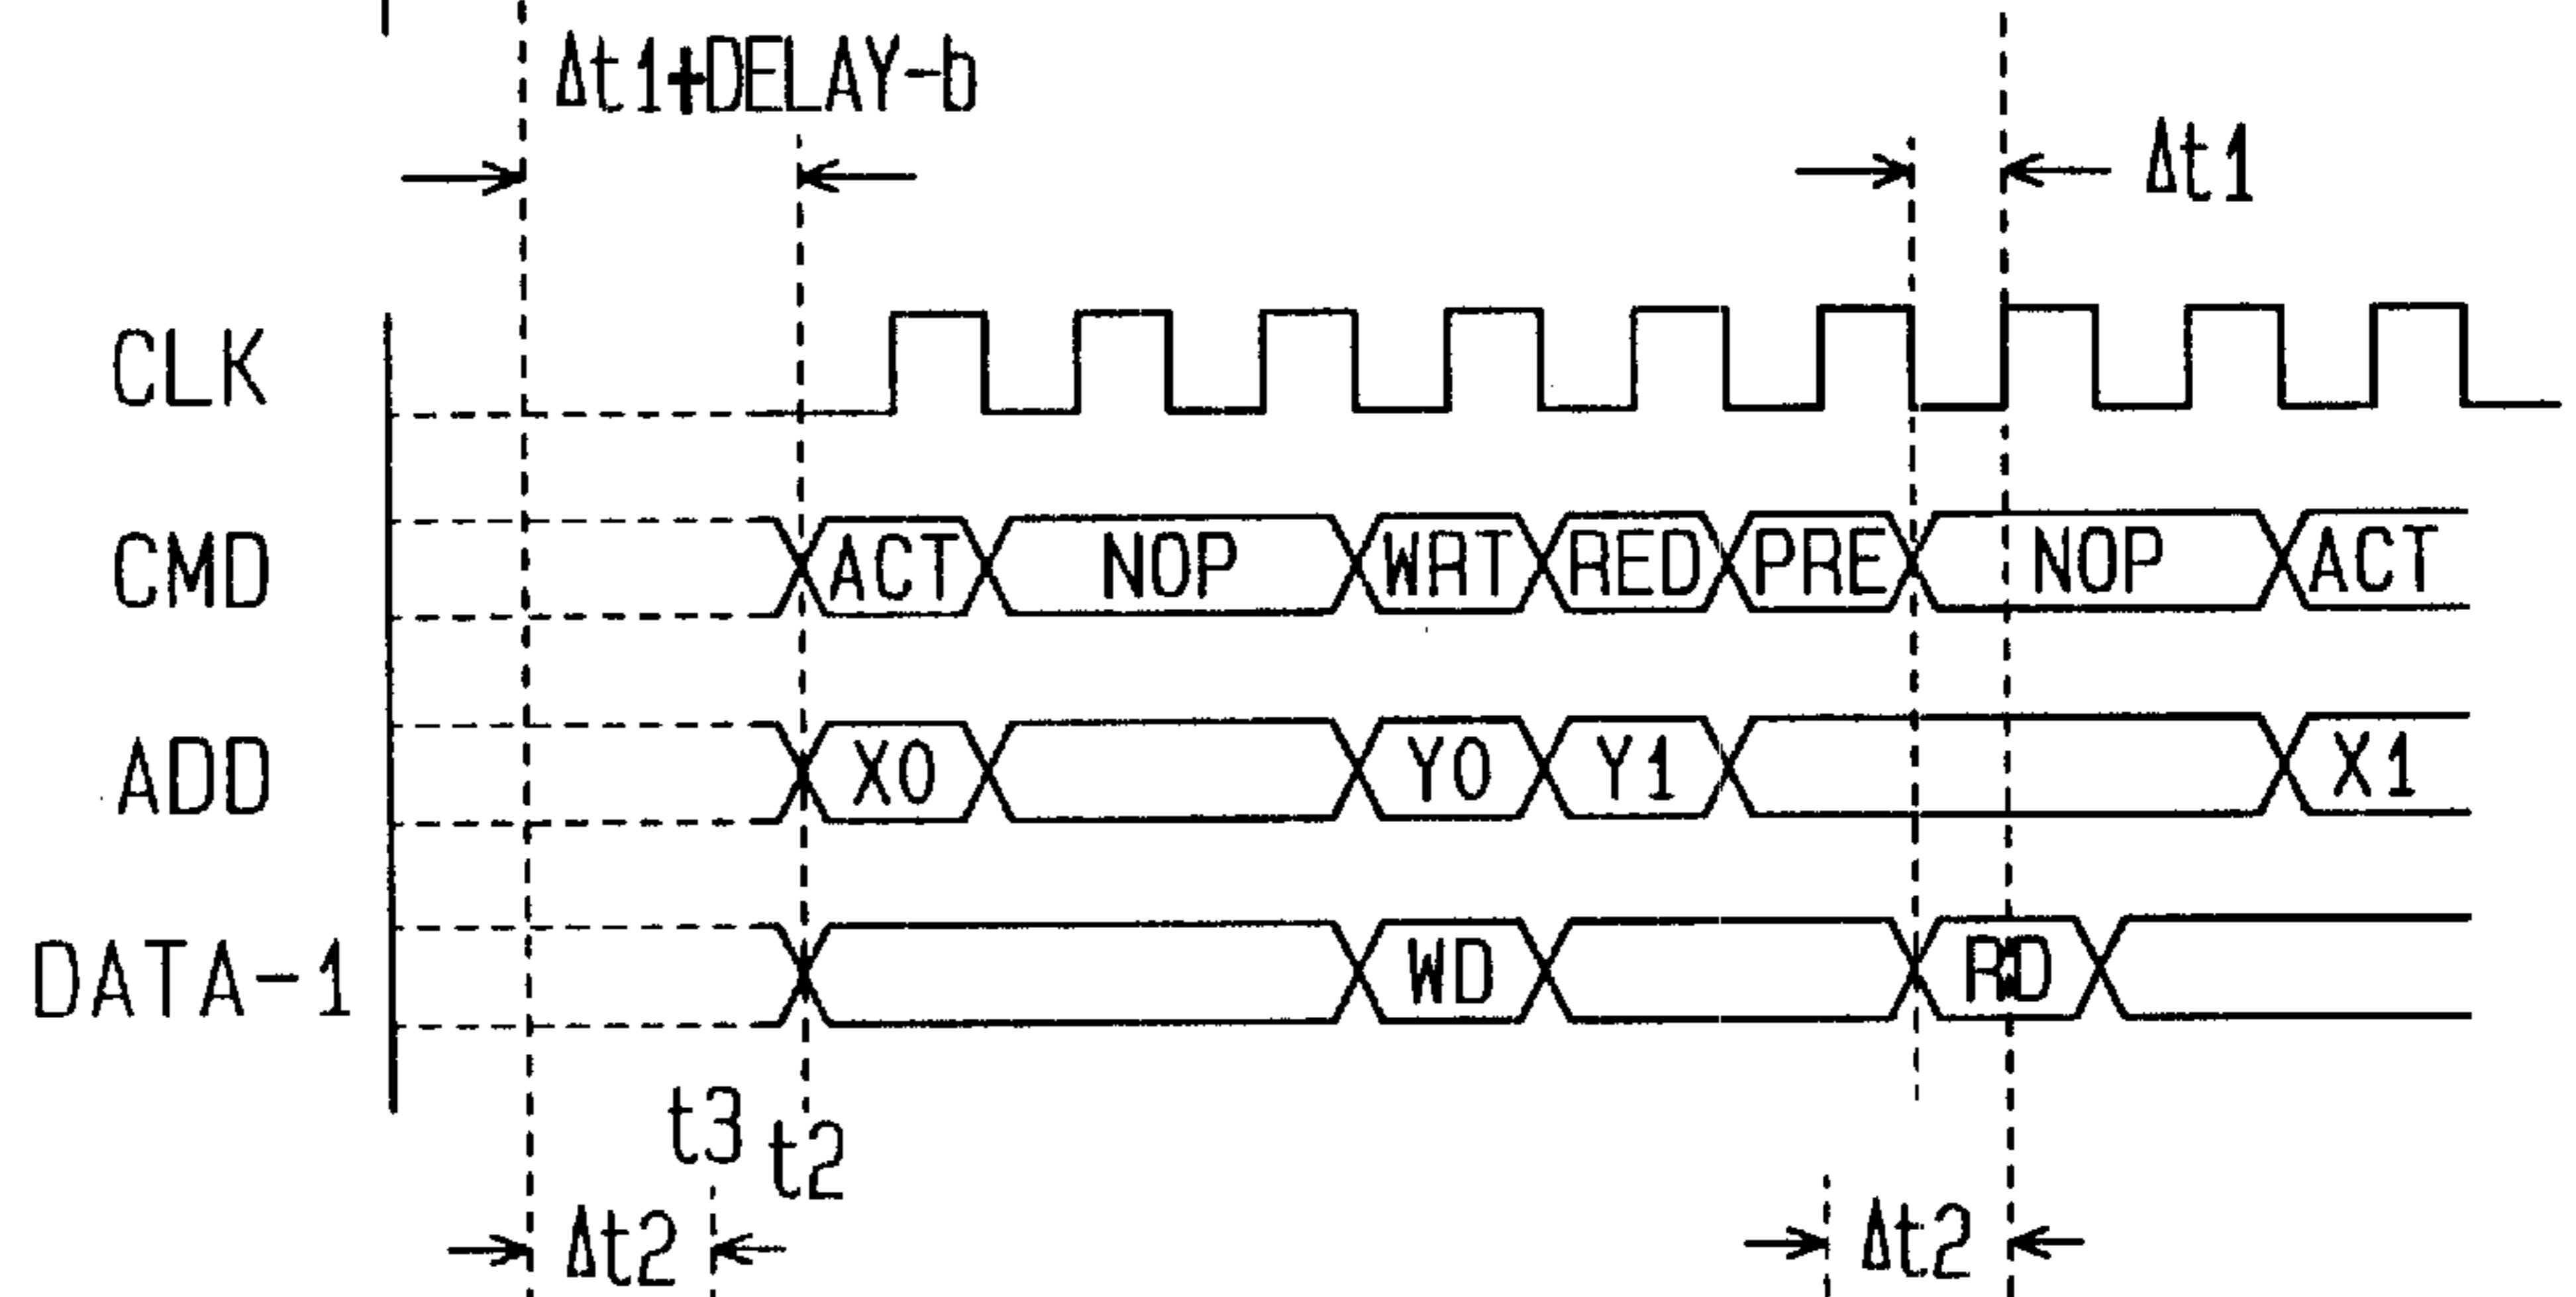 Δt1+DELAY-b
Δt1
CLK
CMD ACT NOP WRT RED PRE NOP ACT
ADD X0 Y0 Y1 X1
DATA-1 WD RD
t3 t2
Δt2 Δt2